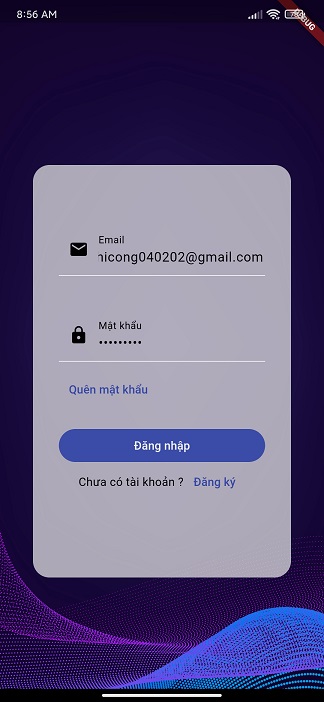 8:56 AM
Email
nicong040202@gmail.com
Mật khẩu
•••••••••
Quên mật khẩu
Đăng nhập
Chưa có tài khoản ? Đăng ký